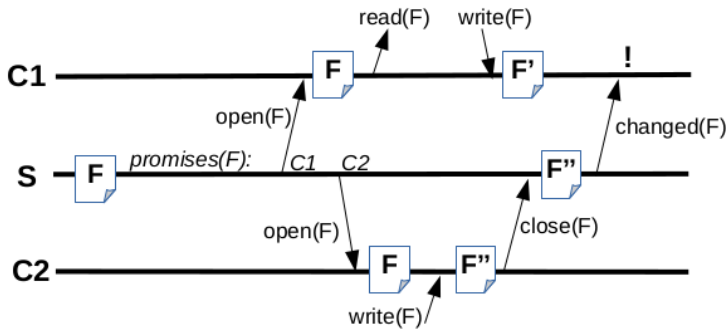 read(F)
write(F)
C1
F
F'
!
open(F)
changed(F)
promises(F):
C1
C2
S
F
F''
open(F)
close(F)
C2
F
F''
write(F)